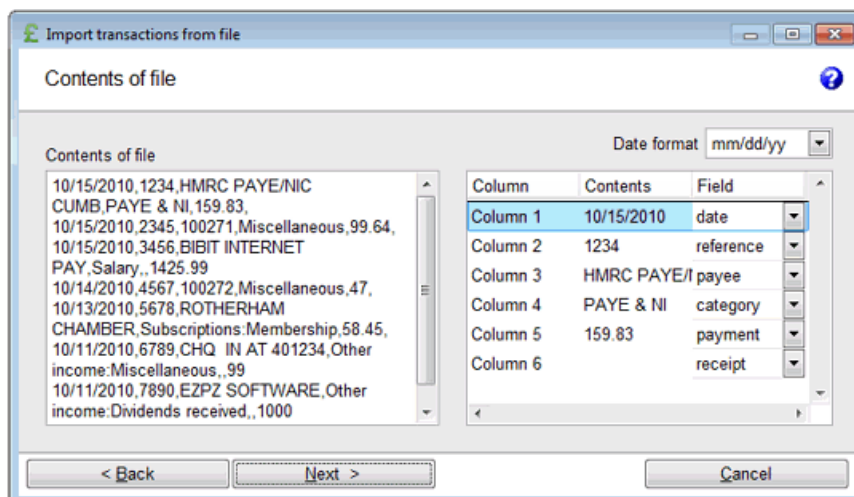 Import transactions from file
Contents of file
Date format mm/dd/yy
Contents of file
10/15/2010,1234,HMRC PAYE/NIC
CUMB,PAYE & NI,159.83,
10/15/2010,2345,100271,Miscellaneous,99.64,
10/15/2010,3456,BIBIT INTERNET
PAY,Salary,,1425.99
10/14/2010,4567,100272,Miscellaneous,47,
10/13/2010,5678,ROTHERHAM
CHAMBER,Subscriptions:Membership,58.45,
10/11/2010,6789,CHQ  IN AT 401234,Other
income:Miscellaneous,,99
10/11/2010,7890,EZPZ SOFTWARE,Other
income:Dividends received,,1000
Column Contents Field
Column 1 10/15/2010 date
Column 2 1234 reference
Column 3 HMRC PAYE/ payee
Column 4 PAYE & NI category
Column 5 159.83 payment
Column 6 receipt
< Back
Next >
Cancel